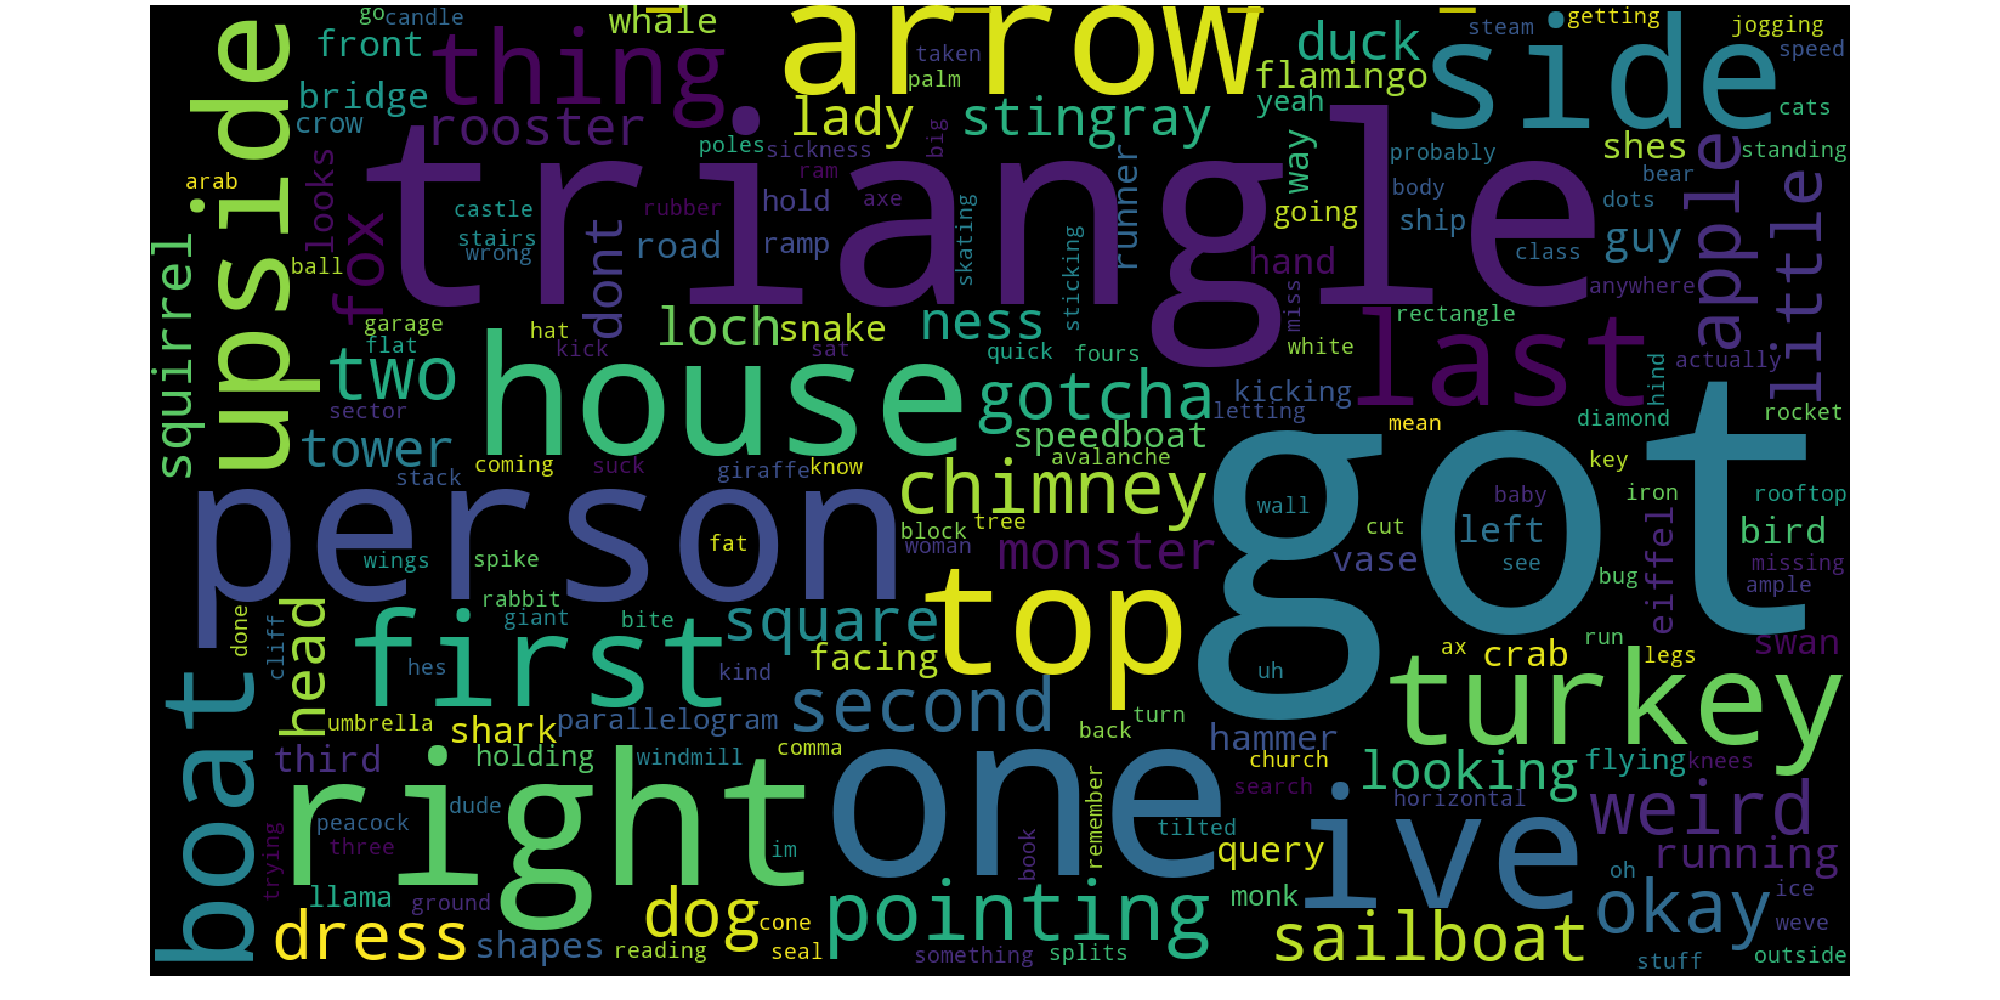 go
candle
whale
arrow
getting
steam
jogging
front
thing
taken
duck
side
speed
upside
bridge
palm
flamingo
crow
rooster
lady
stingray
yeah
cats
looks
poles
sickness
big
way
probably
shes
standing
arab
triangle
ram
runner
bear
apple
little
fox
castle
rubber
hold
axe
skating
going
body
ship
dots
squirrel
stairs
wrong
dont
road
ramp
sticking
hand
class
guy
ball
miss
anywhere
garage
hat
loch
snake
ness
rectangle
flat
kick
sat
quick
fours
white
last
hind
actually
two
house
gotcha
kicking
sector
letting
mean
diamond
rocket
tower
speedboat
got
coming
suck
giraffe
know
avalanche
key
stack
person
chimney
wall
baby
iron
rooftop
block
tree
cut
left
bird
fat
woman
monster
vase
see
eiffel
missing
wings
spike
top
bug
ample
rabbit
giant
bite
square
done
cliff
head
first
run
swan
hes
kind
facing
uh
ax
crab
legs
boat
second
turkey
umbrella
shark
parallelogram
back
turn
hammer
third
holding
windmill
comma
church
looking
flying
knees
right
one
remember
search
ive
horizontal
weird
peacock
dude
tilted
trying
three
im
book
query
running
llama
ground
monk
oh
okay
ice
dress
shapes
dog
cone
pointing
sailboat
weve
reading
seal
something
splits
stuff
outside